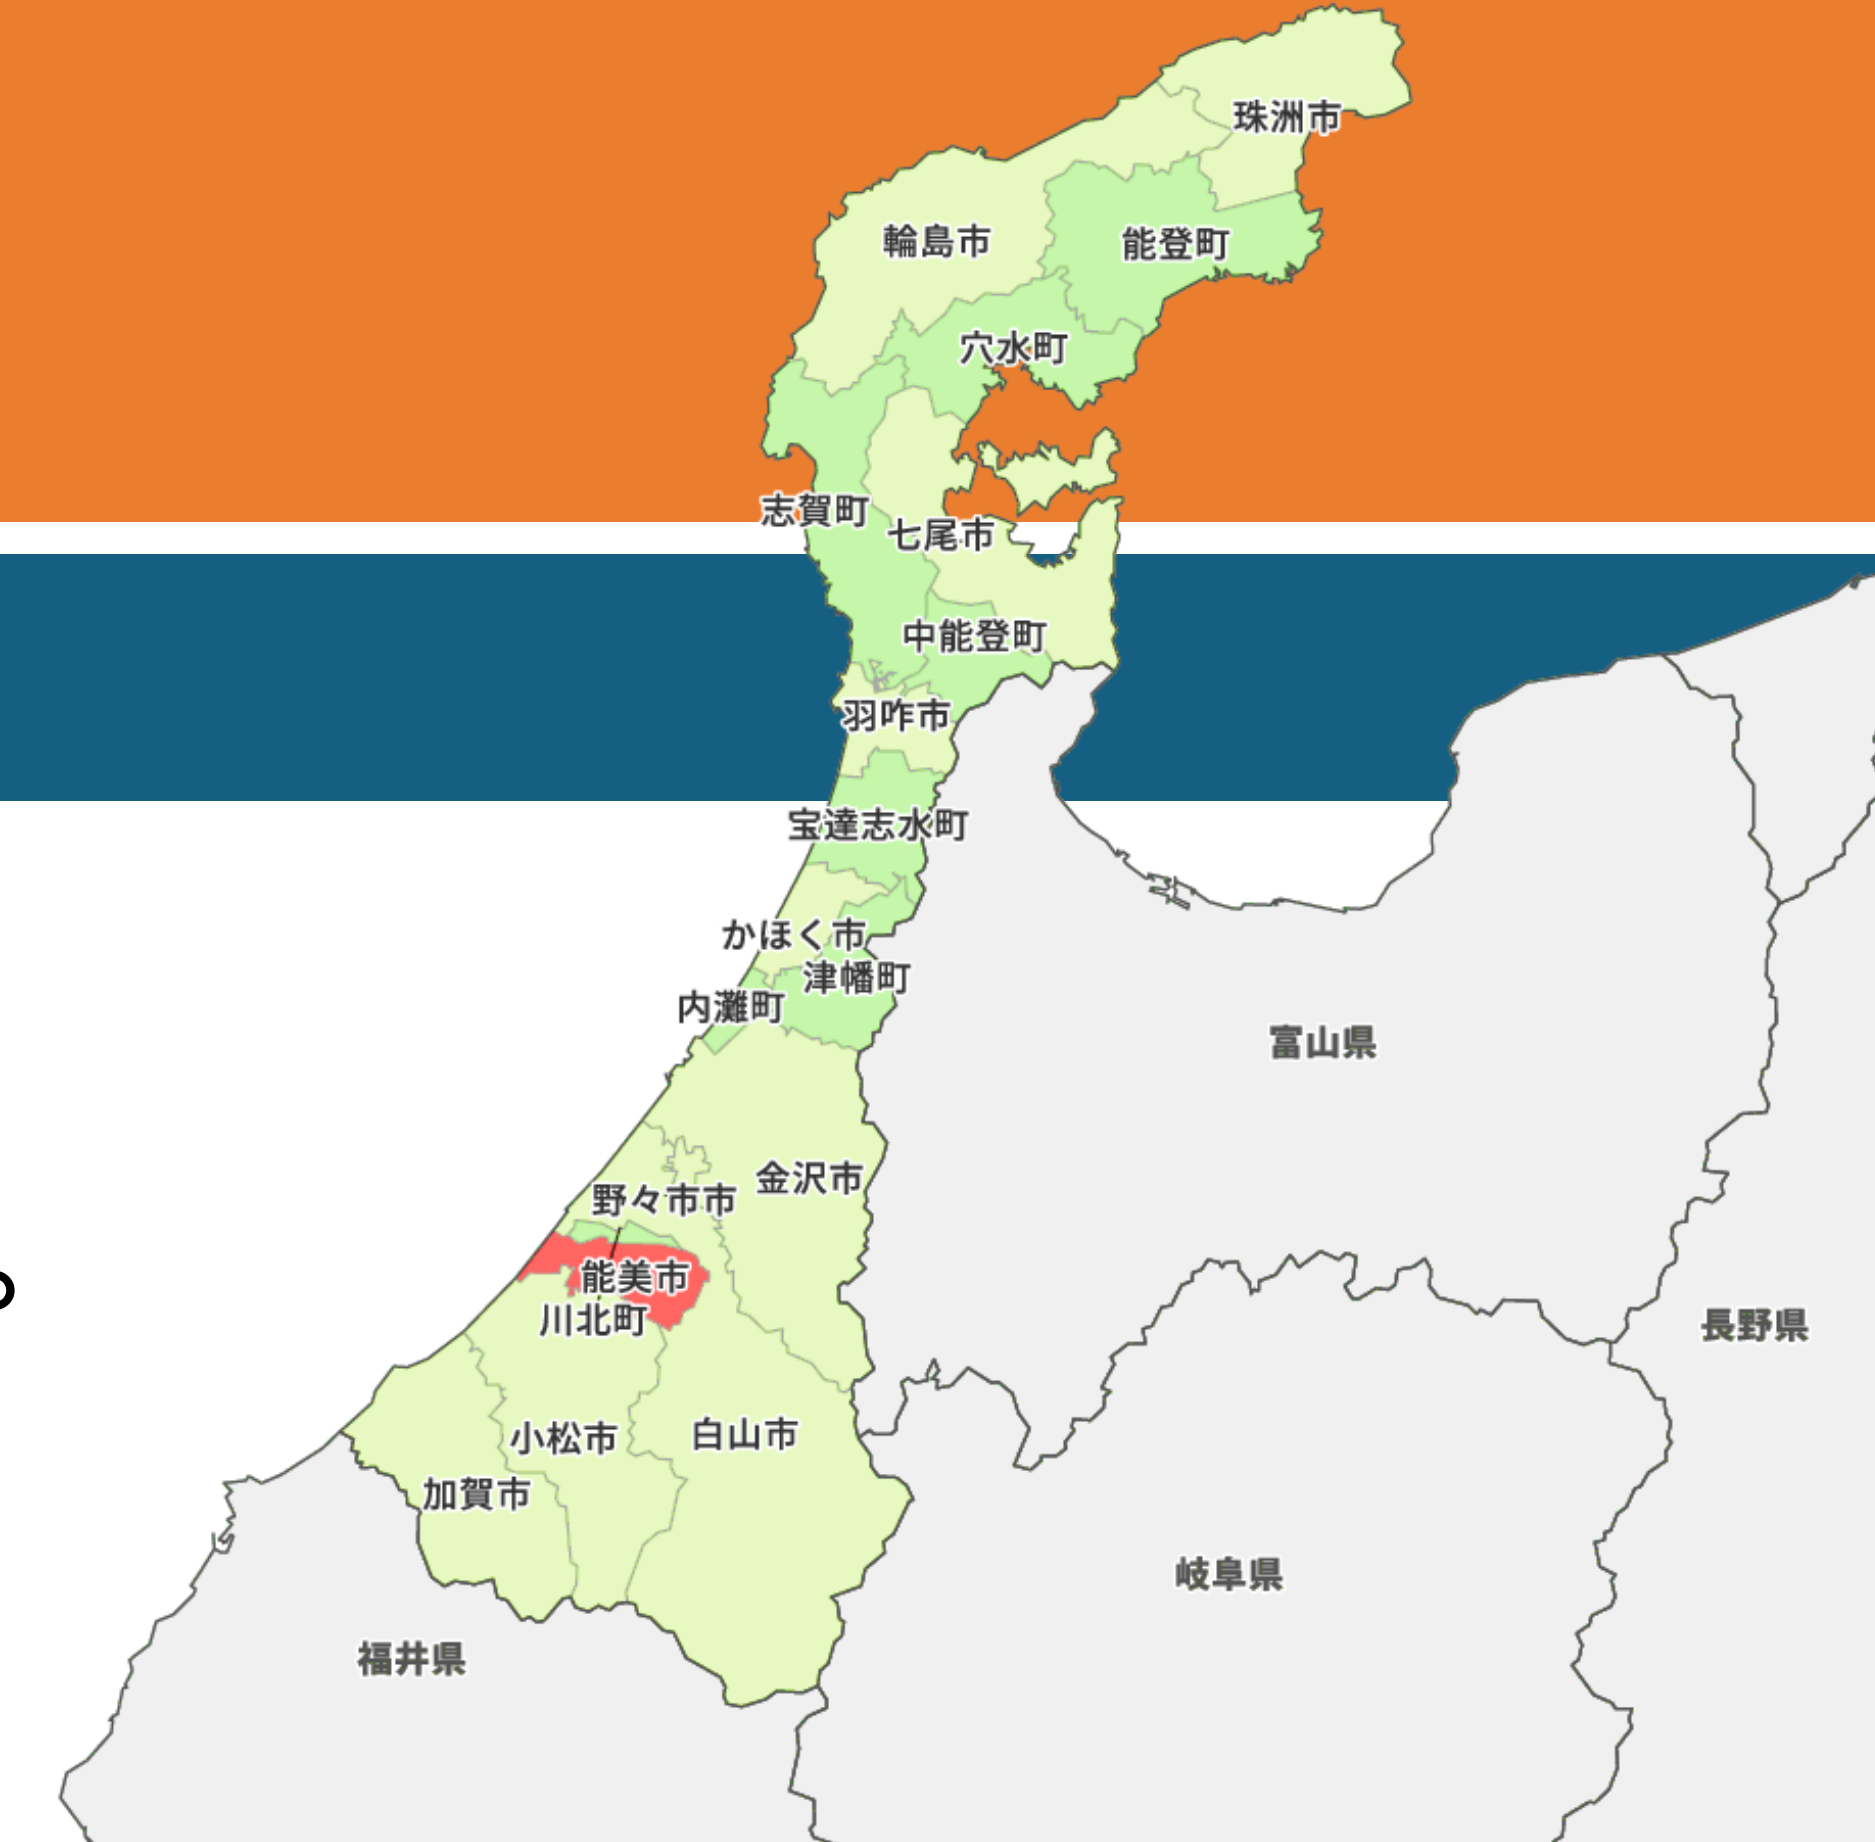 珠洲市
輪島市
能登町
穴水町
志賀町
七尾市
中能登町
羽咋市
宝達志水町
かほく市
津幡町
内灘町
富山県
金沢市
野々市市
能美市
川北町
長野県
小松市
白山市
加賀市
岐阜県
福井県